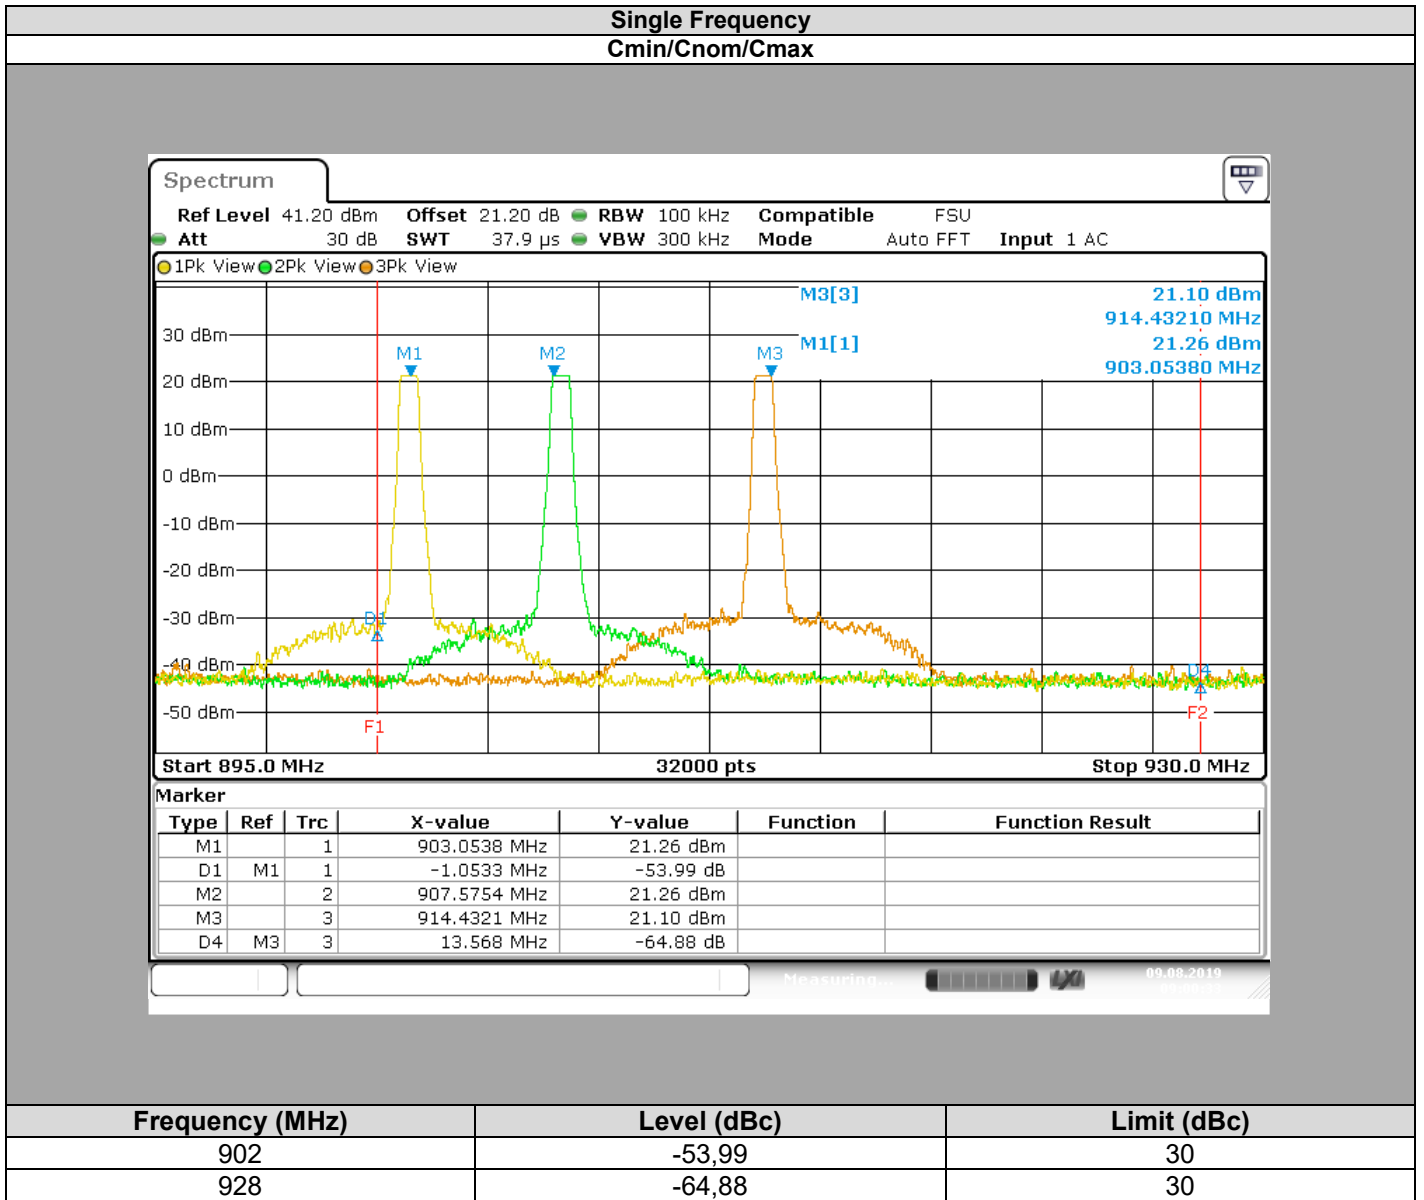 Single Frequency
Cmin/Cnom/Cmax
Spectrum
Ref Level 41.20 dBm Offset 21.20 dB RBW 100 kHz Compatible FSU
Att 30 dB SWT 37.9 µs VBW 300 kHz Mode Auto FFT Input 1 AC
1Pk View 2Pk View 3Pk View
M3[3] 21.10 dBm
914.43210 MHz
M1[1] 21.26 dBm
903.05380 MHz
30 dBm
M1 M2 M3
20 dBm
10 dBm
0 dBm
-10 dBm
-20 dBm
-30 dBm
D1
-40 dBm
D4
-50 dBm
F1 F2
Start 895.0 MHz 32000 pts Stop 930.0 MHz
Marker
Type Ref Trc X-value Y-value Function Function Result
M1 1 903.0538 MHz 21.26 dBm
D1 M1 1 -1.0533 MHz -53.99 dB
M2 2 907.5754 MHz 21.26 dBm
M3 3 914.4321 MHz 21.10 dBm
D4 M3 3 13.568 MHz -64.88 dB
Measuring... LXI 09.08.2019
Frequency (MHz) Level (dBc) Limit (dBc)
902 -53,99 30
928 -64,88 30